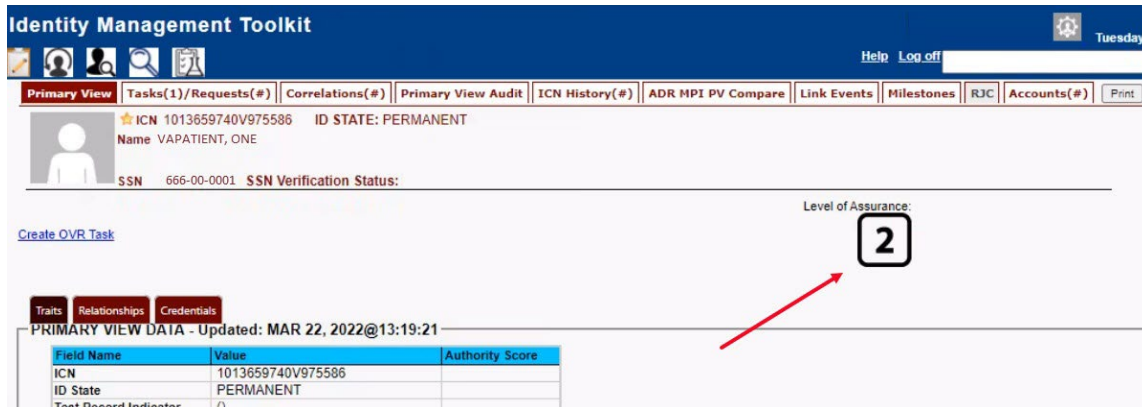 Identity Management Toolkit
Tuesday
Help Log off
Primary View Tasks(1)/Requests(#) Correlations(#) Primary View Audit ICN History(#) ADR MPI PV Compare Link Events Milestones RJC Accounts(#) Print
ICN 1013659740V975586 ID STATE: PERMANENT
Name VAPATIENT, ONE
SSN 666-00-0001 SSN Verification Status:
Level of Assurance:
2
Create OVR Task
Traits Relationships Credentials
PRIMARY VIEW DATA - Updated: MAR 22, 2022@13:19:21
Field Name Value Authority Score
ICN 1013659740V975586
ID State PERMANENT
Test Record Indicator ()